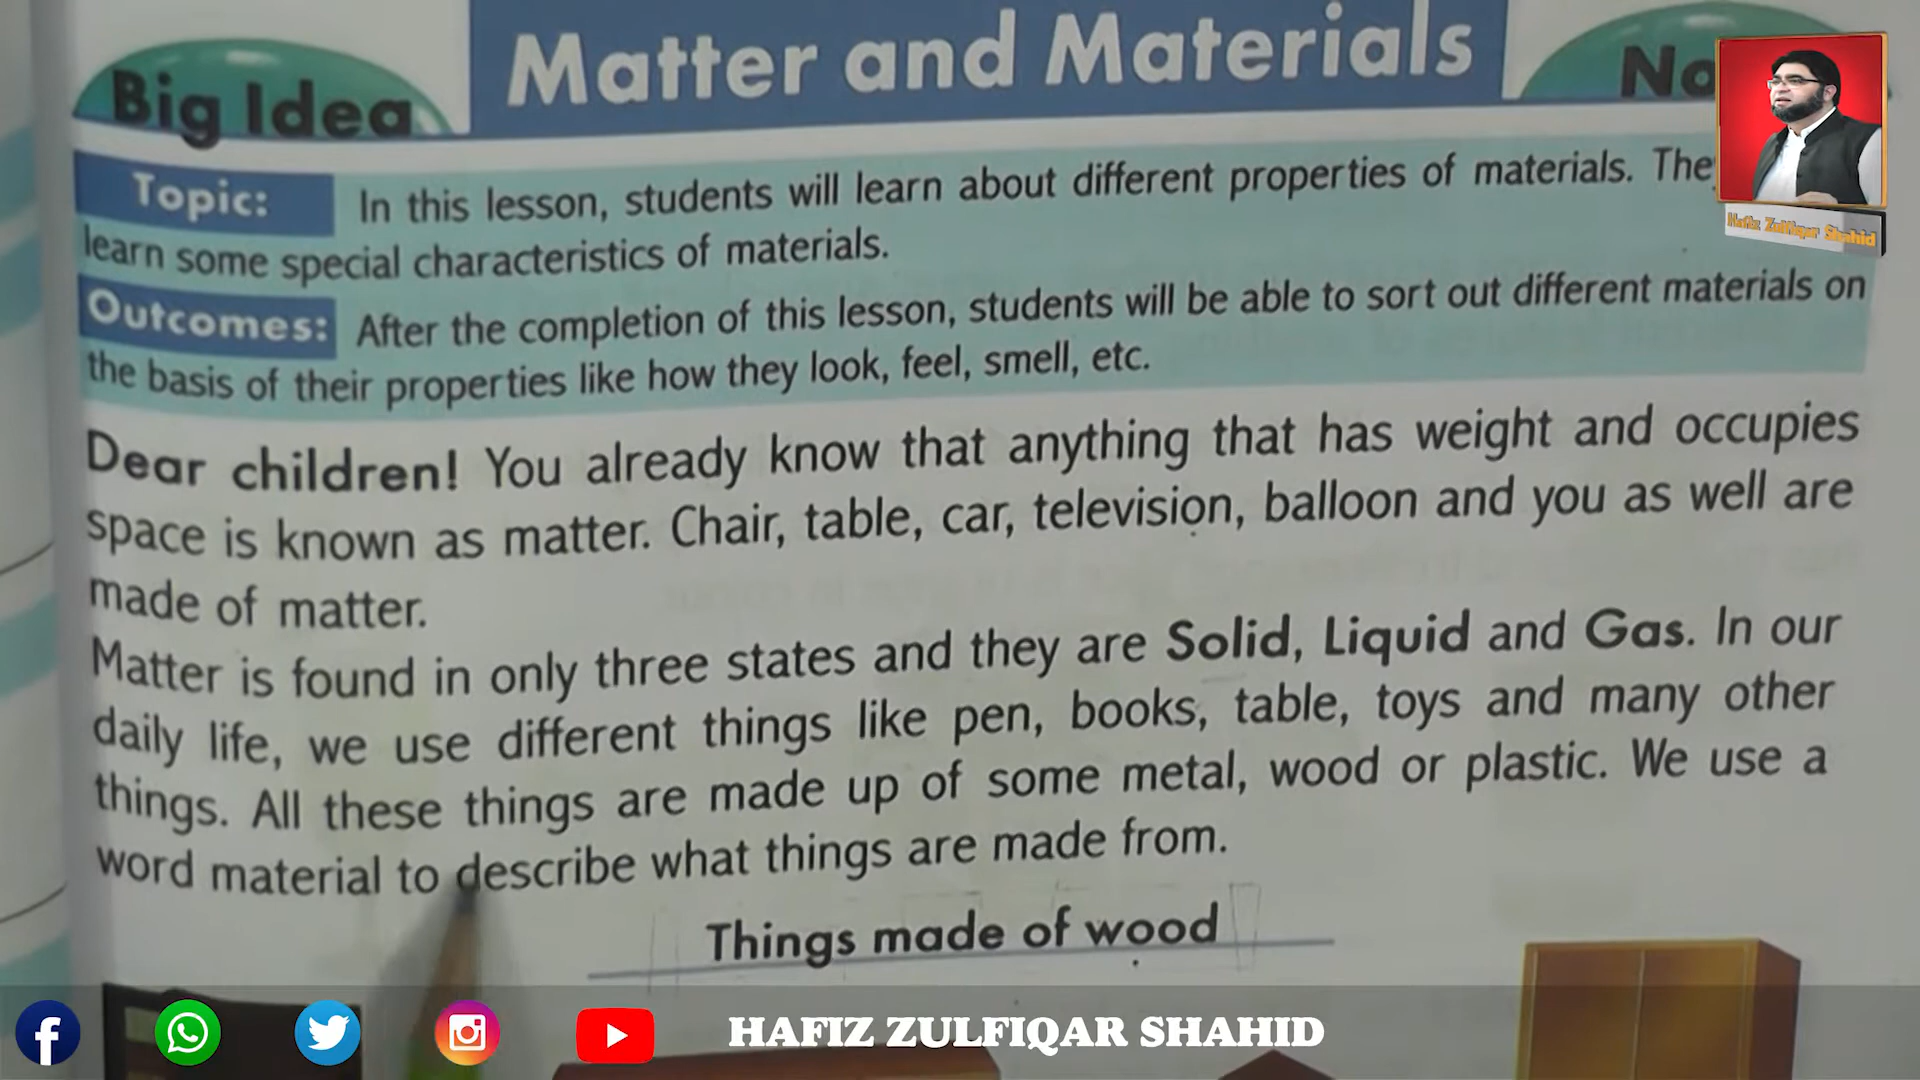 Matter and Materials
Big Idea
No
Topic: In this lesson, students will learn about different properties of materials.
learn some special characteristics of materials.
Outcomes: After the completion of this lesson, students will be able to sort out different materials on
the basis of their properties like how they look, feel, smell, etc.
Dear children! You already know that anything that has weight and occupies
space is known as matter. Chair, table, car, television, balloon and you as well are
made of matter.
Matter is found in only three states and they are Solid, Liquid and Gas. In our
daily life, we use different things like pen, books, table, toys and many other
things. All these things are made up of some metal, wood or plastic. We use a
word material to describe what things are made from.
Things made of wood
Hafiz Zulfiqar Shahid
HAFIZ ZULFIQAR SHAHID